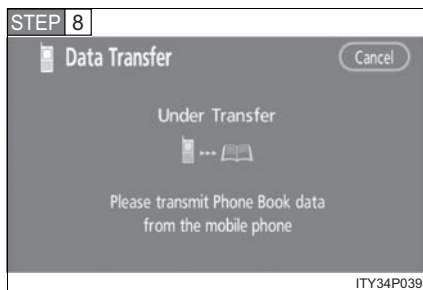 STEP 8
Data Transfer
Cancel
Under Transfer
Please transmit Phone Book data
from the mobile phone
ITY34P039